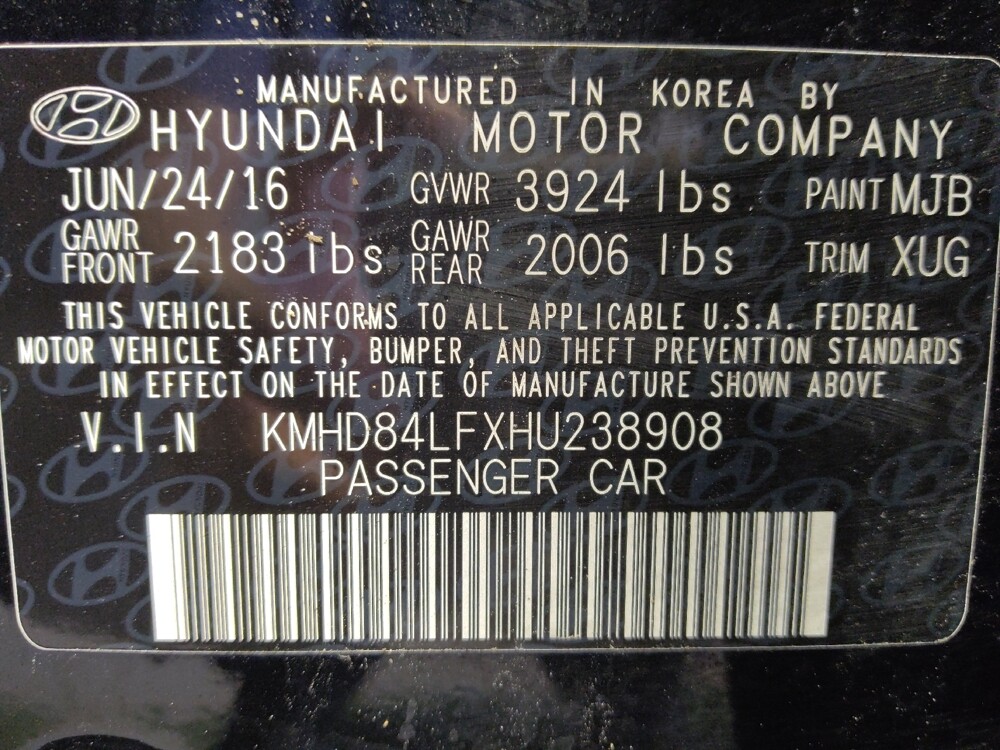 MANUFACTURED IN KOREA BY
HYUNDAI MOTOR COMPANY
JUN/24/16 GVWR 3924 lbs PAINT MJB
GAWR FRONT 2183 lbs GAWR REAR 2006 lbs TRIM XUG
THIS VEHICLE CONFORMS TO ALL APPLICABLE U.S.A. FEDERAL
MOTOR VEHICLE SAFETY, BUMPER, AND THEFT PREVENTION STANDARDS
IN EFFECT ON THE DATE OF MANUFACTURE SHOWN ABOVE
V.I.N KMHD84LFXHU238908
PASSENGER CAR